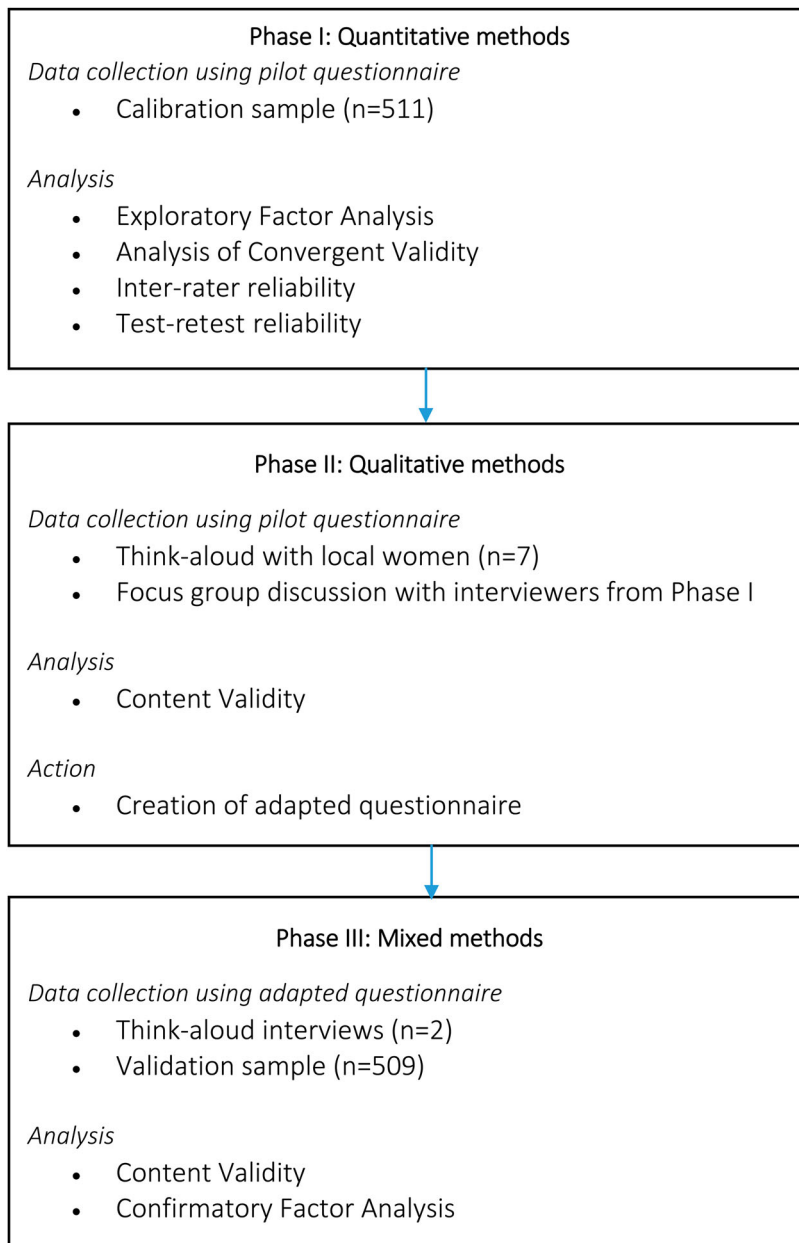 Phase I: Quantitative methods
Data collection using pilot questionnaire
• Calibration sample (n=511)
Analysis
• Exploratory Factor Analysis
• Analysis of Convergent Validity
• Inter-rater reliability
• Test-retest reliability
Phase II: Qualitative methods
Data collection using pilot questionnaire
• Think-aloud with local women (n=7)
• Focus group discussion with interviewers from Phase I
Analysis
• Content Validity
Action
• Creation of adapted questionnaire
Phase III: Mixed methods
Data collection using adapted questionnaire
• Think-aloud interviews (n=2)
• Validation sample (n=509)
Analysis
• Content Validity
• Confirmatory Factor Analysis